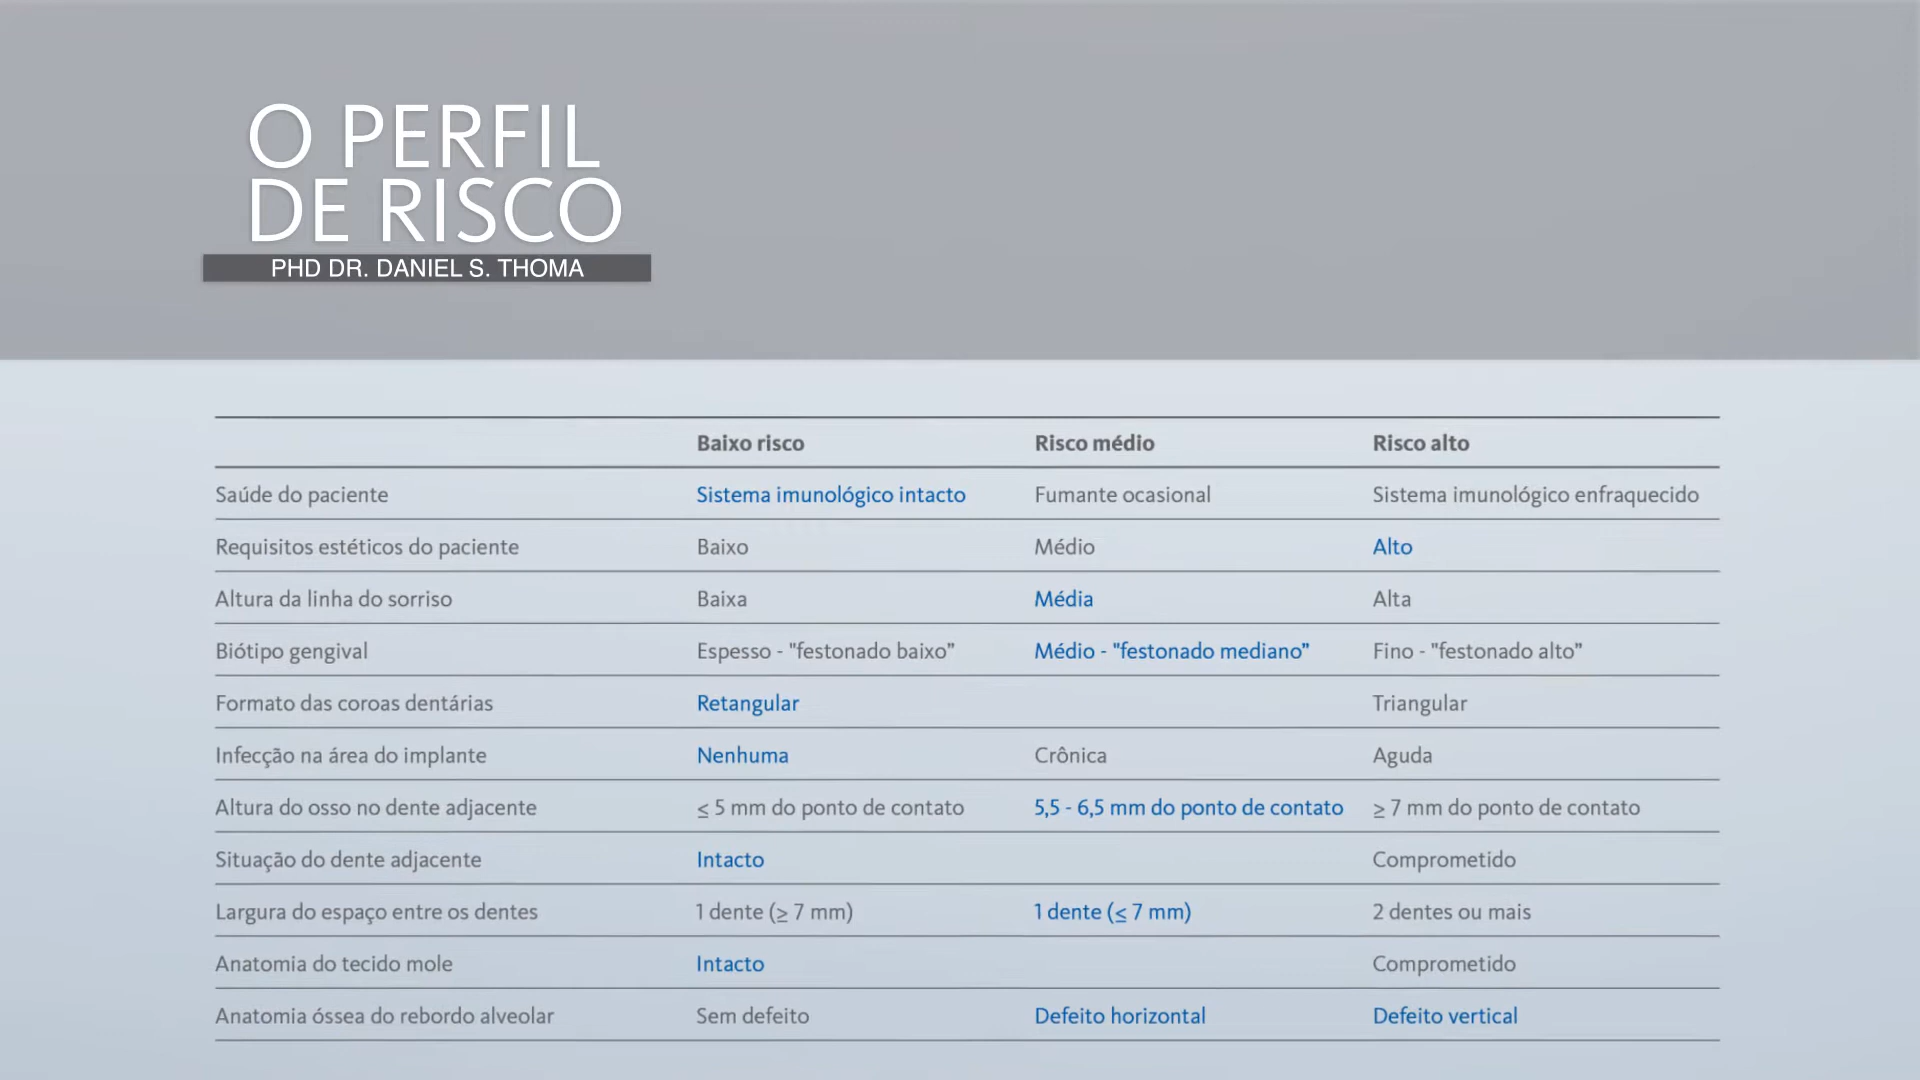 O PERFIL
DE RISCO
PHD DR. DANIEL S. THOMA
Baixo risco Risco médio Risco alto
Saúde do paciente Sistema imunológico intacto Fumante ocasional Sistema imunológico enfraquecido
Requisitos estéticos do paciente Baixo Médio Alto
Altura da linha do sorriso Baixa Média Alta
Biótipo gengival Espesso - "festonado baixo” Médio - "festonado mediano” Fino - "festonado alto”
Formato das coroas dentárias Retangular Triangular
Infecção na área do implante Nenhuma Crônica Aguda
Altura do osso no dente adjacente ≤ 5 mm do ponto de contato 5,5 - 6,5 mm do ponto de contato ≥ 7 mm do ponto de contato
Situação do dente adjacente Intacto Comprometido
Largura do espaço entre os dentes 1 dente (≥ 7 mm) 1 dente (≤ 7 mm) 2 dentes ou mais
Anatomia do tecido mole Intacto Comprometido
Anatomia óssea do rebordo alveolar Sem defeito Defeito horizontal Defeito vertical